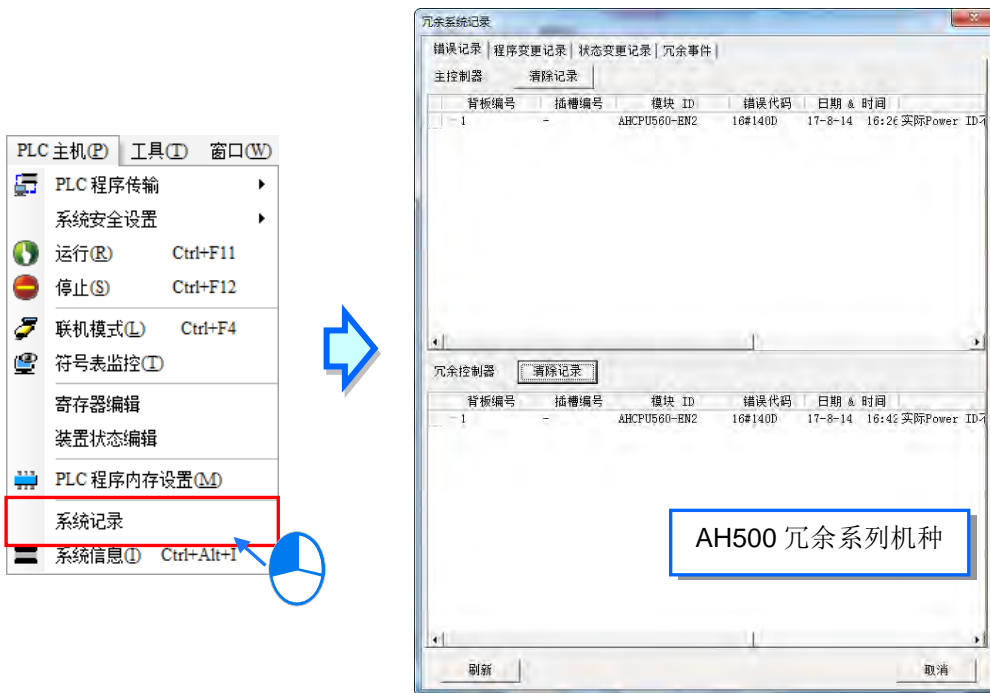 PLC 主机(P) 工具(T) 窗口(W)
PLC 程序传输
系统安全设置
运行(R) Ctrl+F11
停止(S) Ctrl+F12
联机模式(L) Ctrl+F4
符号表监控(T)
寄存器编辑
装置状态编辑
PLC 程序内存设置(M)
系统记录
系统信息(I) Ctrl+Alt+I
冗余系统记录
错误记录 程序变更记录 状态变更记录 冗余事件
主控制器 清除记录
背板编号 插槽编号 模块 ID 错误代码 日期 & 时间
- 1 - AHCPU560-EN2 16#140D 17-8-14 16:26 实际Power ID
冗余控制器 清除记录
背板编号 插槽编号 模块 ID 错误代码 日期 & 时间
- 1 - AHCPU560-EN2 16#140D 17-8-14 16:42 实际Power ID
AH500 冗余系列机种
刷新 取消